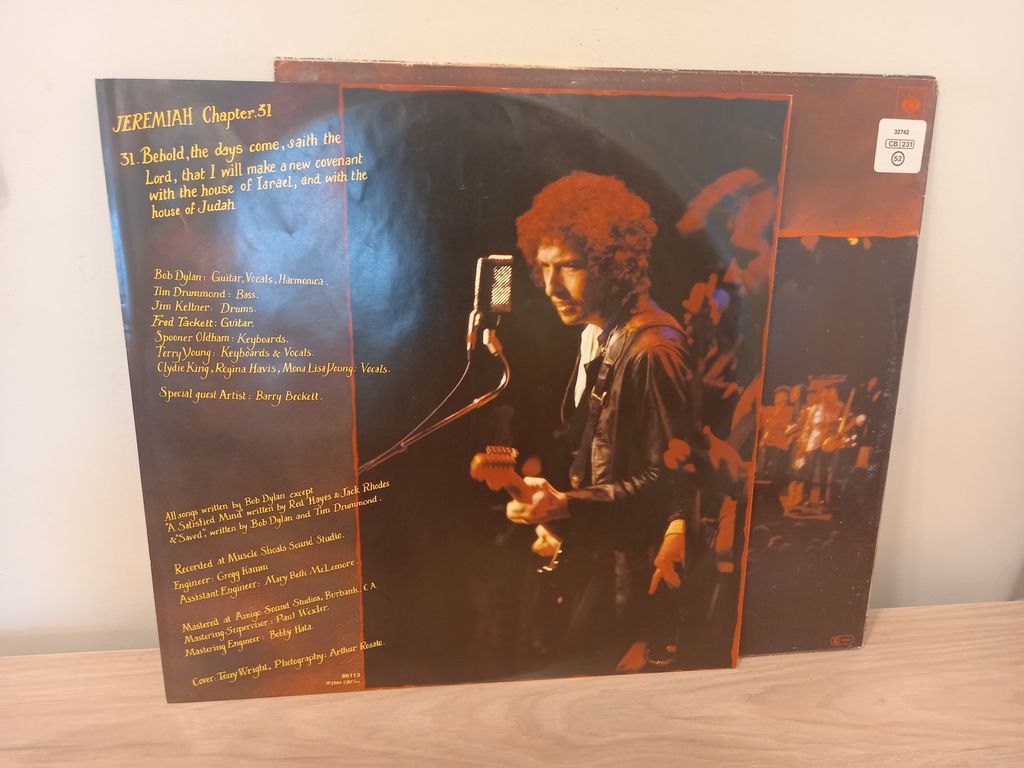 JEREMIAH Chapter.31
31. Behold, the days come, saith the
Lord, that I will make a new covenant
with the house of Israel, and with the
house of Judah
Bob Dylan: Guitar, Vocals, Harmonica.
Tim Drummond: Bass.
Jim Keltner: Drums.
Fred Tackett: Guitar.
Spooner Oldham: Keyboards.
Terry Young: Keyboards & Vocals.
Clydie King, Regina Havis, Mona Lisa Young: Vocals.
Special guest Artist: Barry Beckett.
All songs written by Bob Dylan except
"A Satisfied Mind" written by Red Hayes & Jack Rhodes
& "Saved", written by Bob Dylan and Tim Drummond.
Recorded at Muscle Shoals Sound Studio.
Engineer: Gregg Hamm
Assistant Engineer: Mary Beth McLemore.
Mastered at Amigo Sound Studios, Burbank, CA
Mastering Supervisor: Paul Wexler.
Mastering Engineer: Bobby Hata.
Cover: Tony Wright, Photography: Arthur Rosato.
86113
32742
CB 231
52